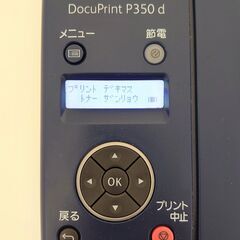 DocuPrint P350 d
メニュー
節電
プリント デキマス
トナー ザンリョウ
OK
戻る
プリント
中止